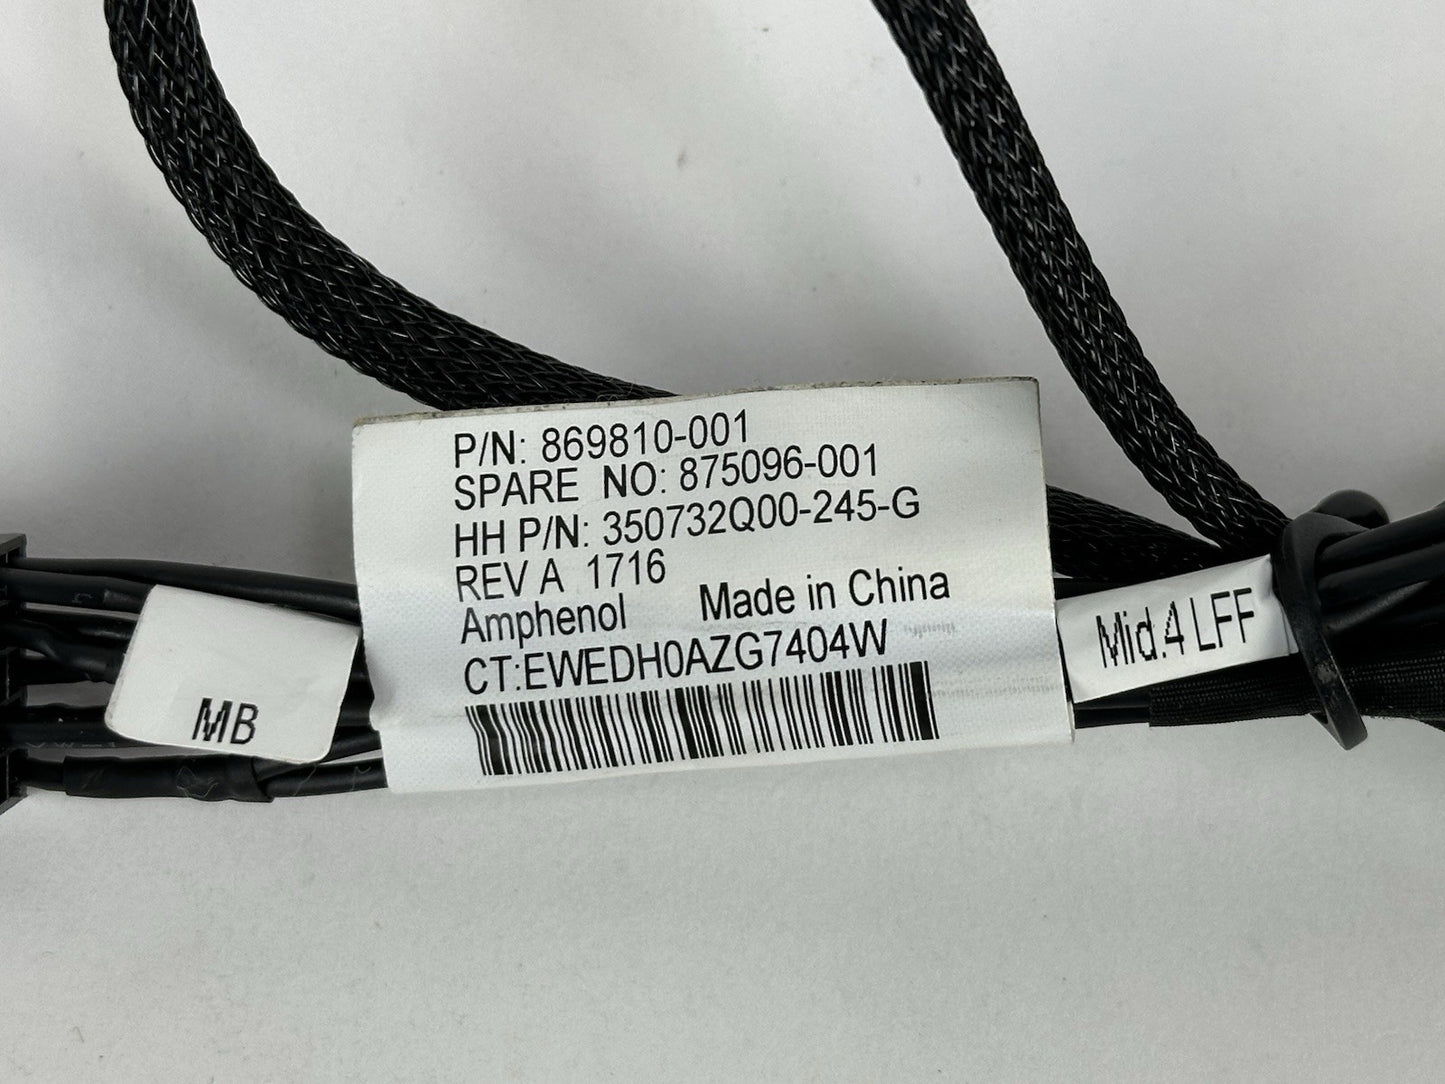 P/N: 869810-001
SPARE NO: 875096-001
HH P/N: 350732Q00-245-G
REV A 1716
Amphenol Made in China
CT:EWEDH0AZG7404W
MB
Mid.4 LFF